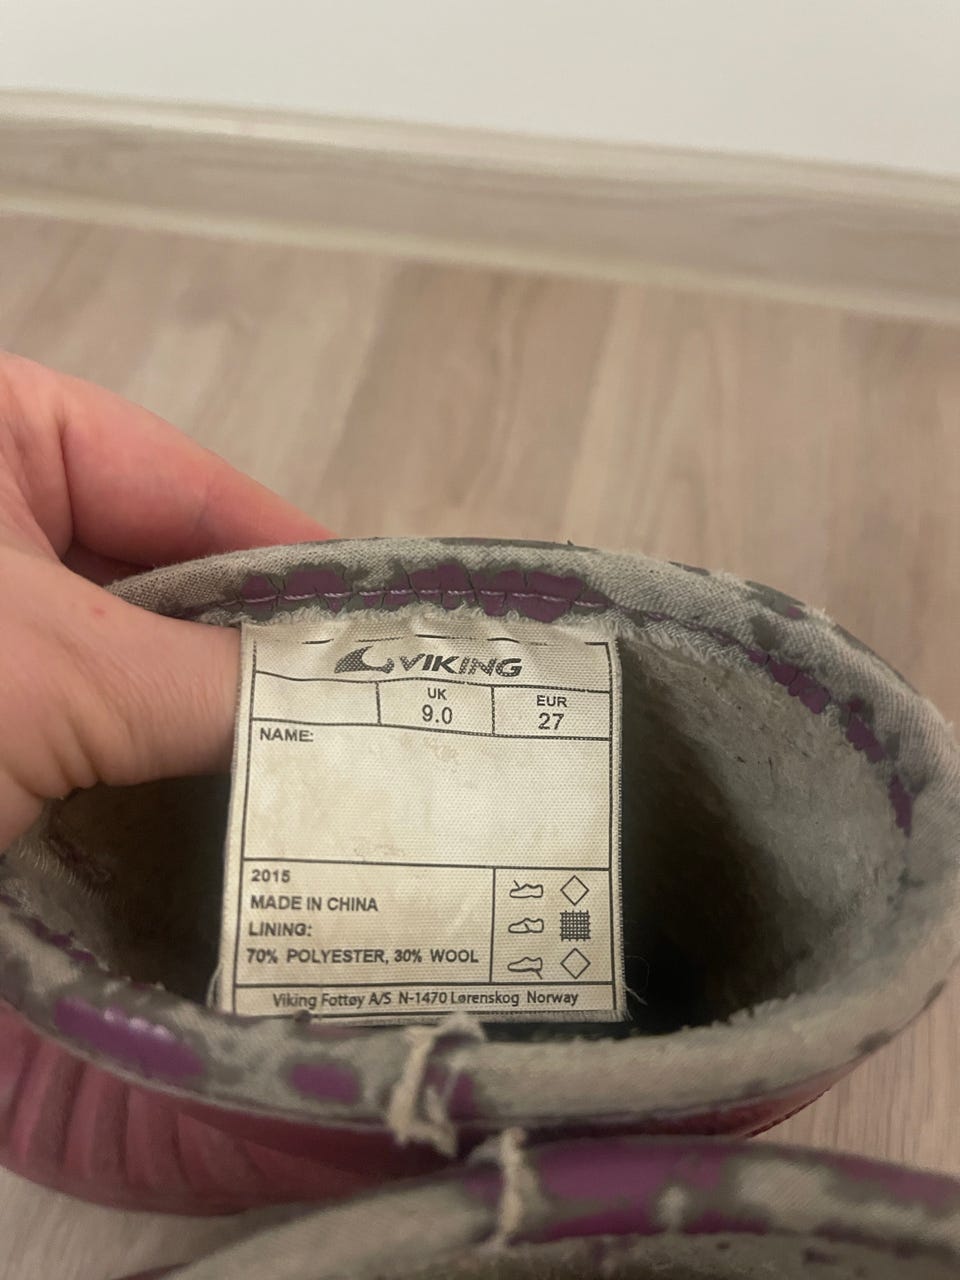 VIKING
UK EUR
9.0 27
NAME:
2015
MADE IN CHINA
LINING:
70% POLYESTER, 30% WOOL
Viking Fottøy A/S N-1470 Lørenskog Norway